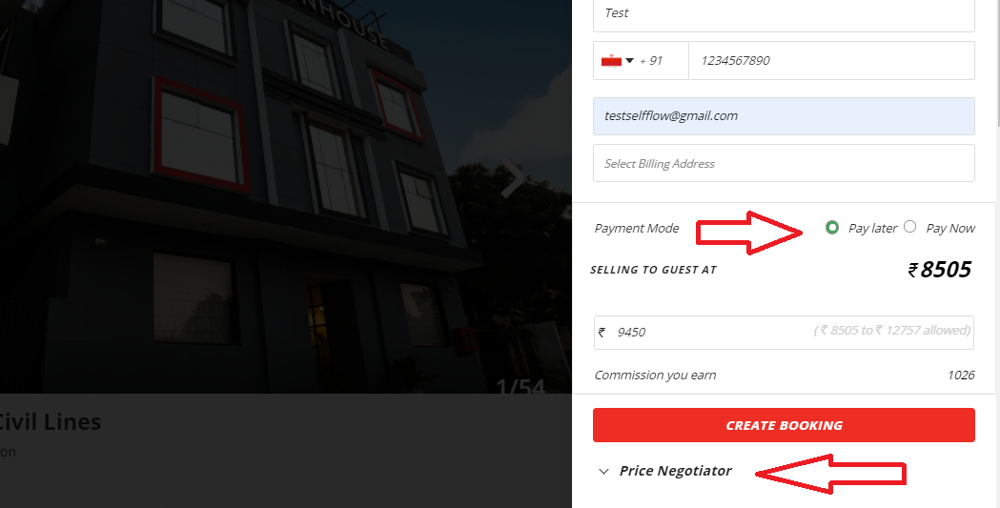 NHOUSE
1/54
Civil Lines
on
Test
+ 91 1234567890
testselfflow@gmail.com
Select Billing Address
Payment Mode Pay later Pay Now
SELLING TO GUEST AT ₹8505
₹ 9450 (₹ 8505 to ₹ 12757 allowed)
Commission you earn 1026
CREATE BOOKING
Price Negotiator